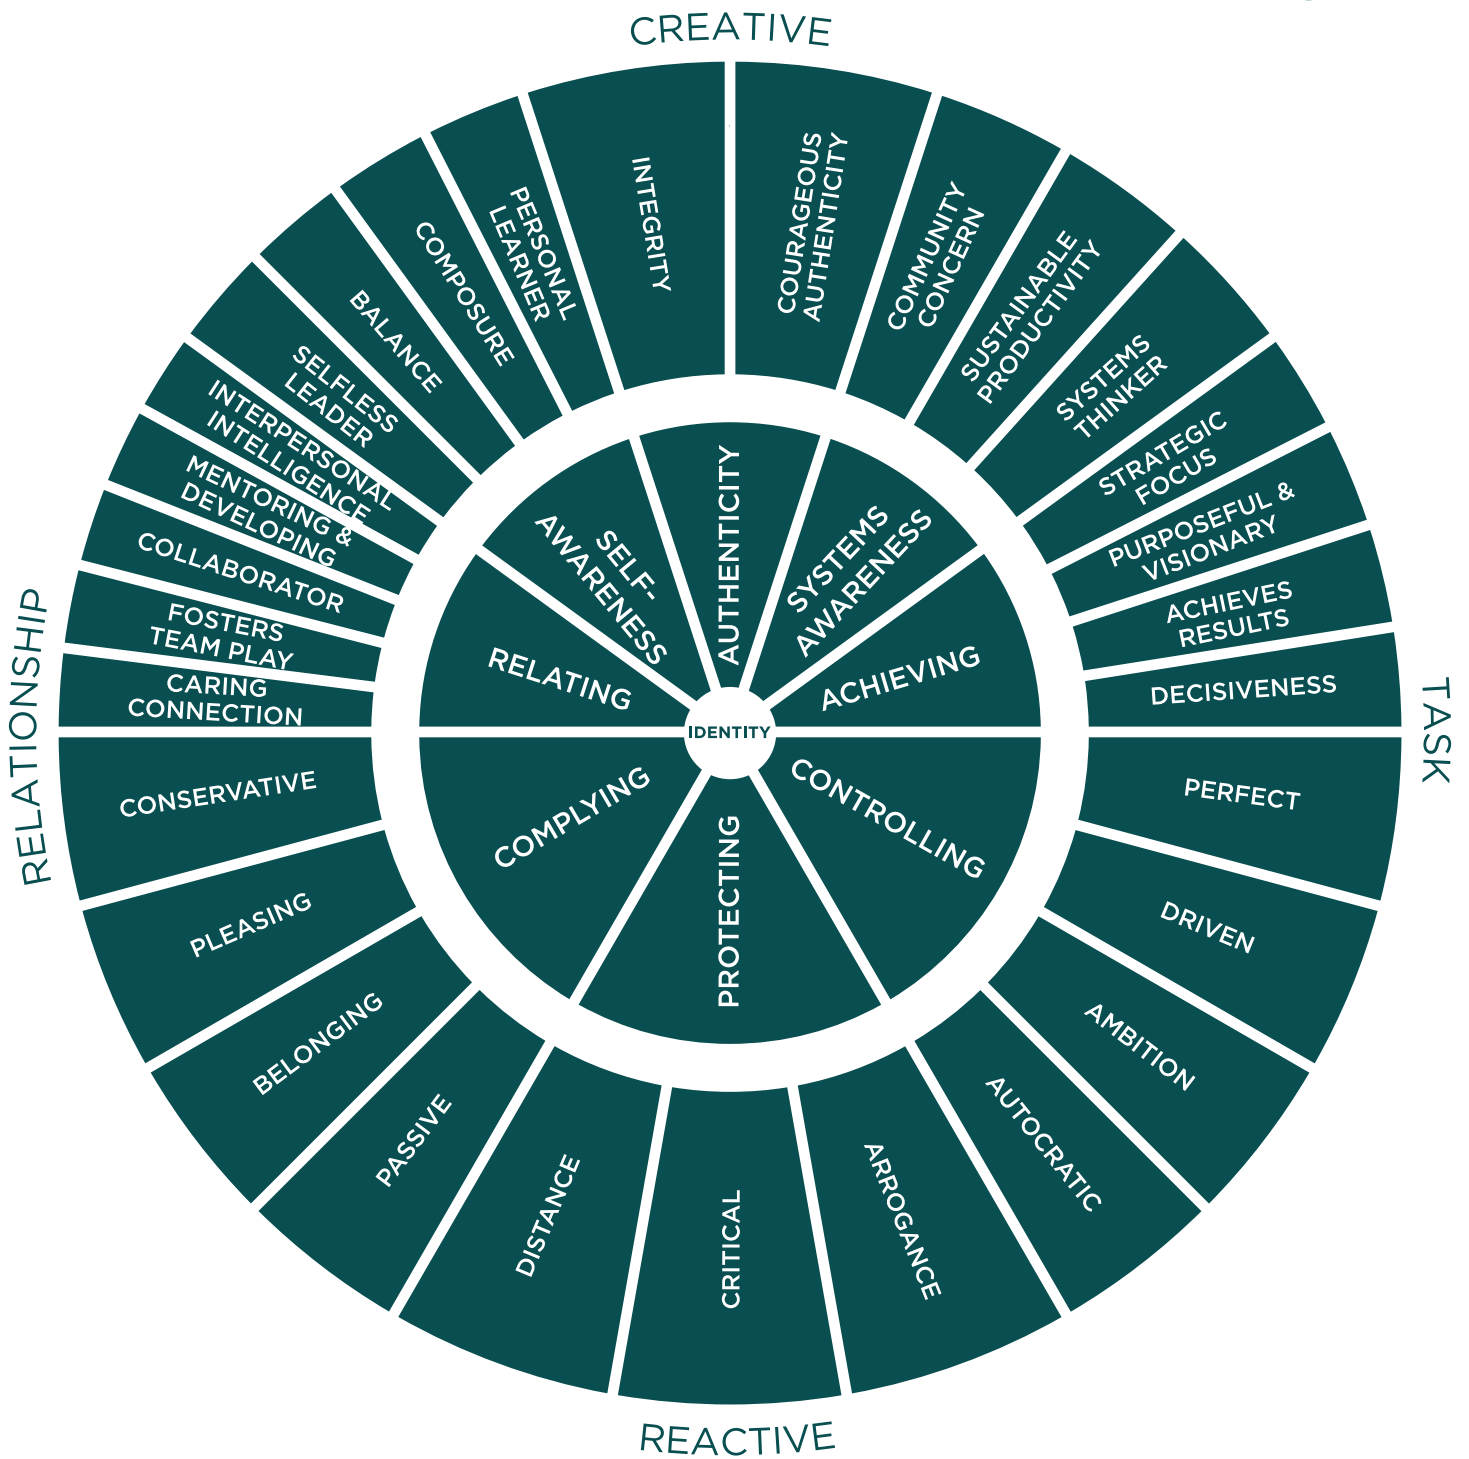 CREATIVE
INTEGRITY
COURAGEOUS
AUTHENTICITY
COMMUNITY
CONCERN
SUSTAINABLE
PRODUCTIVITY
SYSTEMS
THINKER
STRATEGIC
FOCUS
PURPOSEFUL &
VISIONARY
ACHIEVES
RESULTS
DECISIVENESS
TASK
PERFECT
DRIVEN
AMBITION
AUTOCRATIC
ARROGANCE
CRITICAL
DISTANCE
PASSIVE
BELONGING
PLEASING
CONSERVATIVE
RELATIONSHIP
CARING
CONNECTION
FOSTERS
TEAM PLAY
COLLABORATOR
MENTORING &
DEVELOPING
INTERPERSONAL
INTELLIGENCE
SELFLESS
LEADER
BALANCE
COMPOSURE
PERSONAL
LEARNER
RELATING
SELF-
AWARENESS
AUTHENTICITY
SYSTEMS
AWARENESS
ACHIEVING
IDENTITY
CONTROLLING
PROTECTING
COMPLYING
REACTIVE